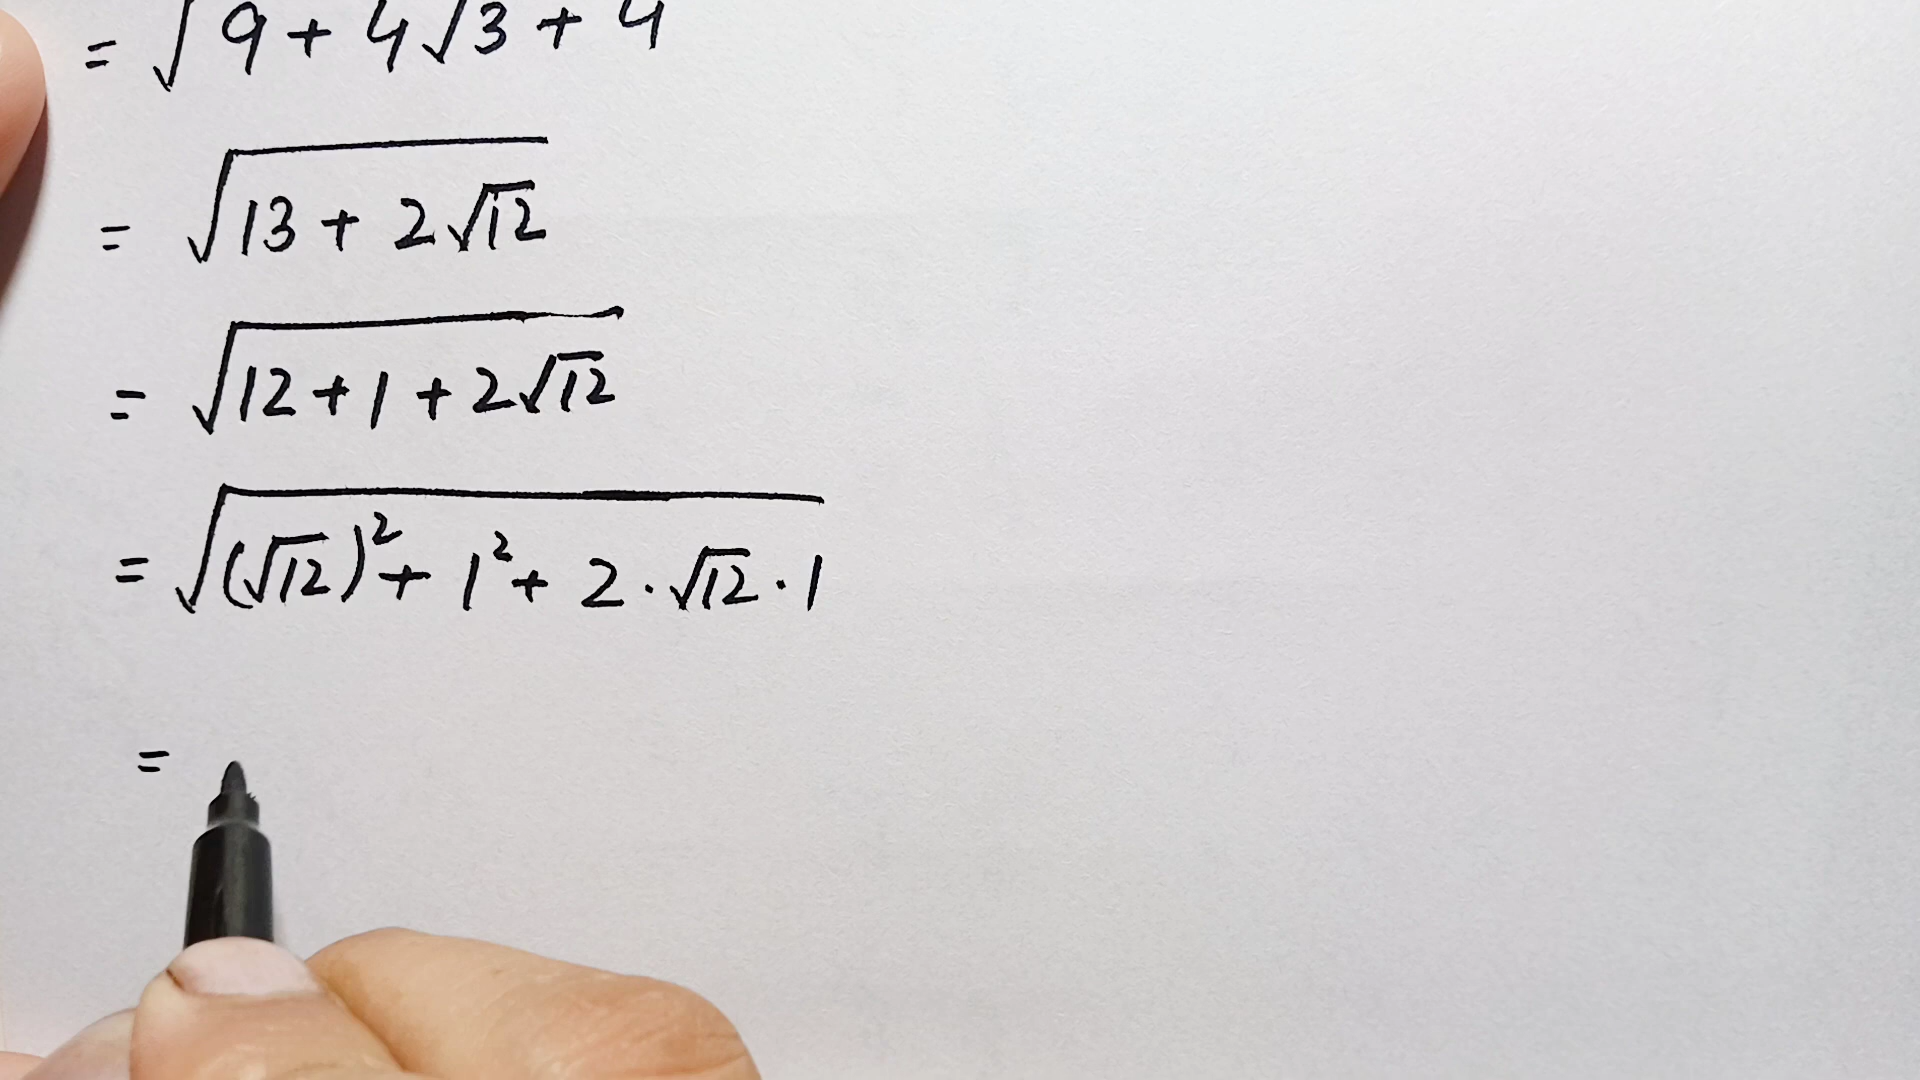 = √9 + 4√3 + 4
= √13 + 2√12
= √12 + 1 + 2√12
= √(√12)² + 1² + 2 · √12 · 1
=